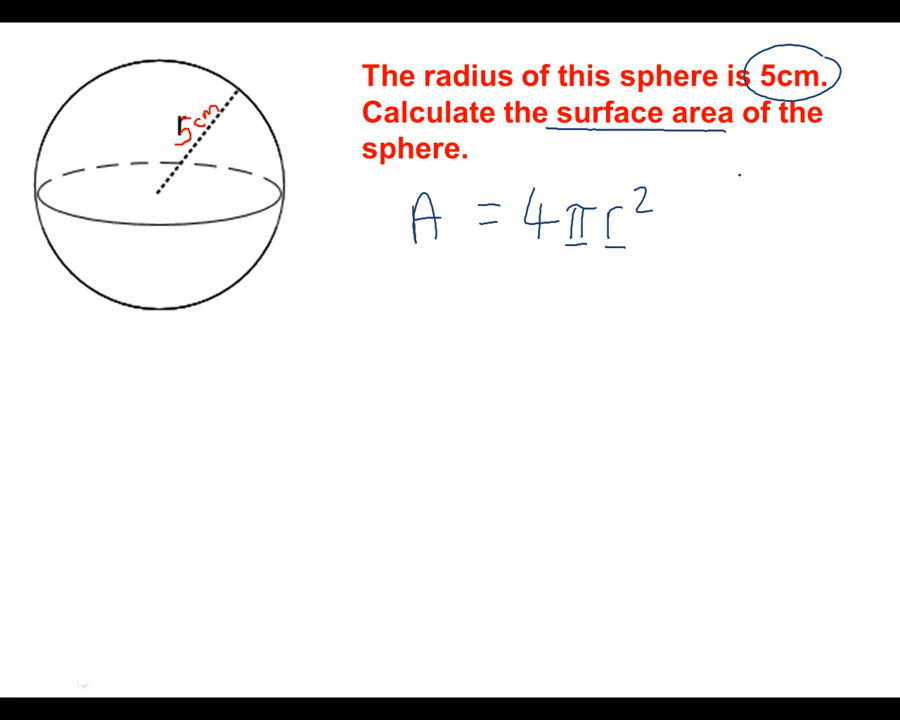 The radius of this sphere is 5cm.
Calculate the surface area of the
sphere.
r
5cm
A = 4πr²